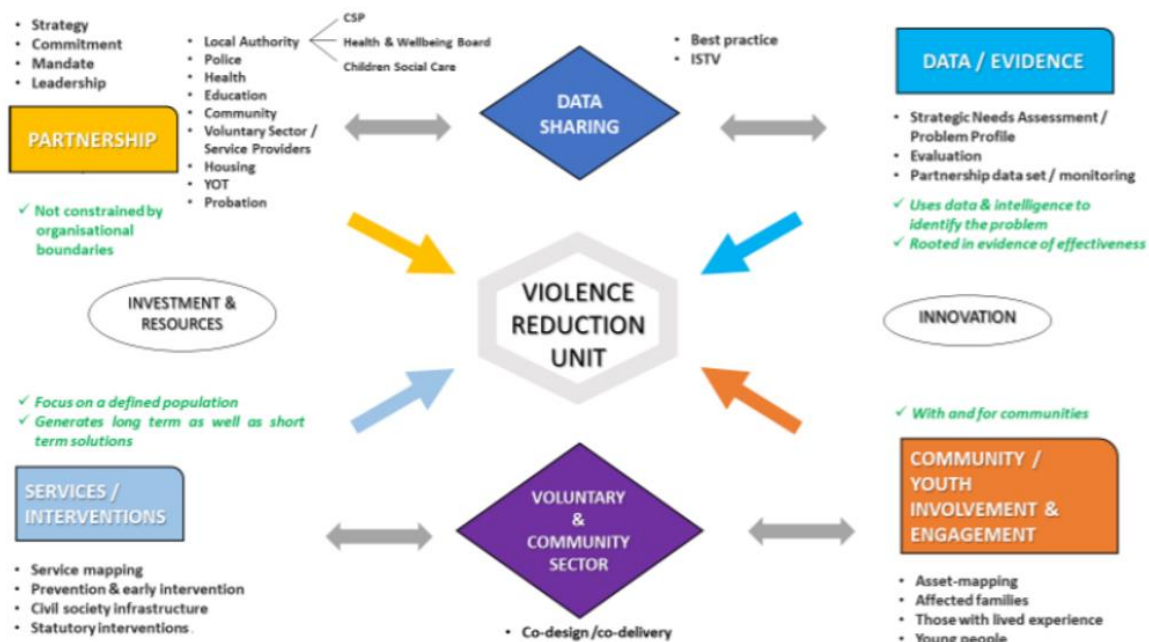 • Strategy
• Commitment
• Mandate
• Leadership
PARTNERSHIP
✓ Not constrained by
organisational
boundaries
• Local Authority
• Police
• Health
• Education
• Community
• Voluntary Sector /
Service Providers
• Housing
• YOT
• Probation
CSP
Health & Wellbeing Board
Children Social Care
DATA
SHARING
• Best practice
• ISTV
DATA / EVIDENCE
• Strategic Needs Assessment /
Problem Profile
• Evaluation
• Partnership data set / monitoring
✓ Uses data & intelligence to
identify the problem
✓ Rooted in evidence of effectiveness
INVESTMENT &
RESOURCES
VIOLENCE
REDUCTION
UNIT
INNOVATION
✓ Focus on a defined population
✓ Generates long term as well as short
term solutions
SERVICES /
INTERVENTIONS
• Service mapping
• Prevention & early intervention
• Civil society infrastructure
• Statutory interventions.
VOLUNTARY
&
COMMUNITY
SECTOR
• Co-design /co-delivery
✓ With and for communities
COMMUNITY /
YOUTH
INVOLVEMENT &
ENGAGEMENT
• Asset-mapping
• Affected families
• Those with lived experience
• Young people